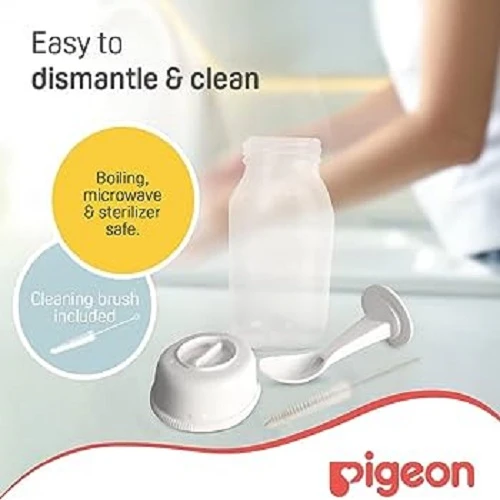 Easy to
dismantle & clean
Boiling,
microwave
& sterilizer
safe.
Cleaning brush
included
pigeon